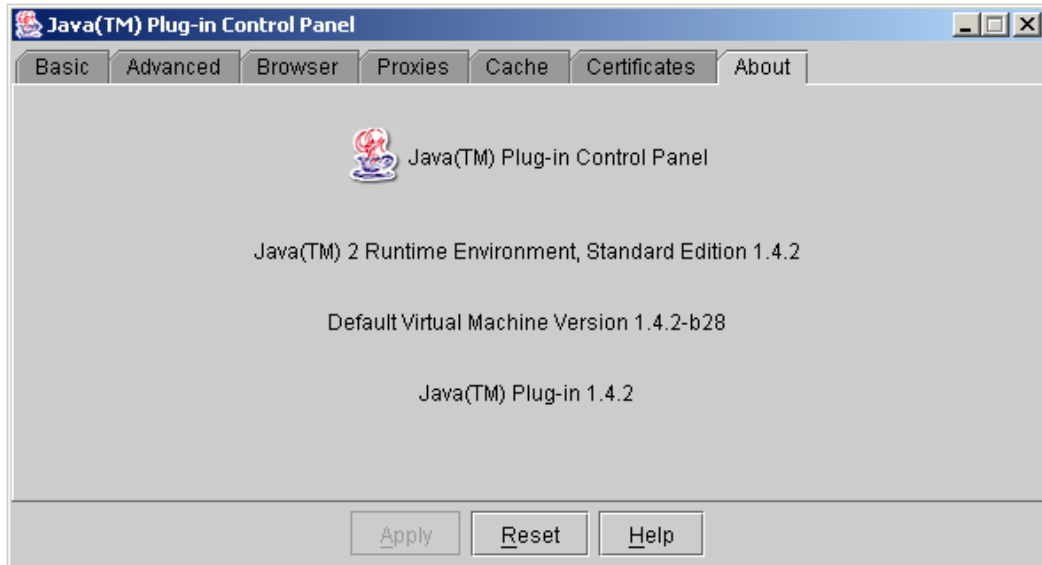 Java(TM) Plug-in Control Panel
Basic Advanced Browser Proxies Cache Certificates About
Java(TM) Plug-in Control Panel
Java(TM) 2 Runtime Environment, Standard Edition 1.4.2
Default Virtual Machine Version 1.4.2-b28
Java(TM) Plug-in 1.4.2
Apply Reset Help